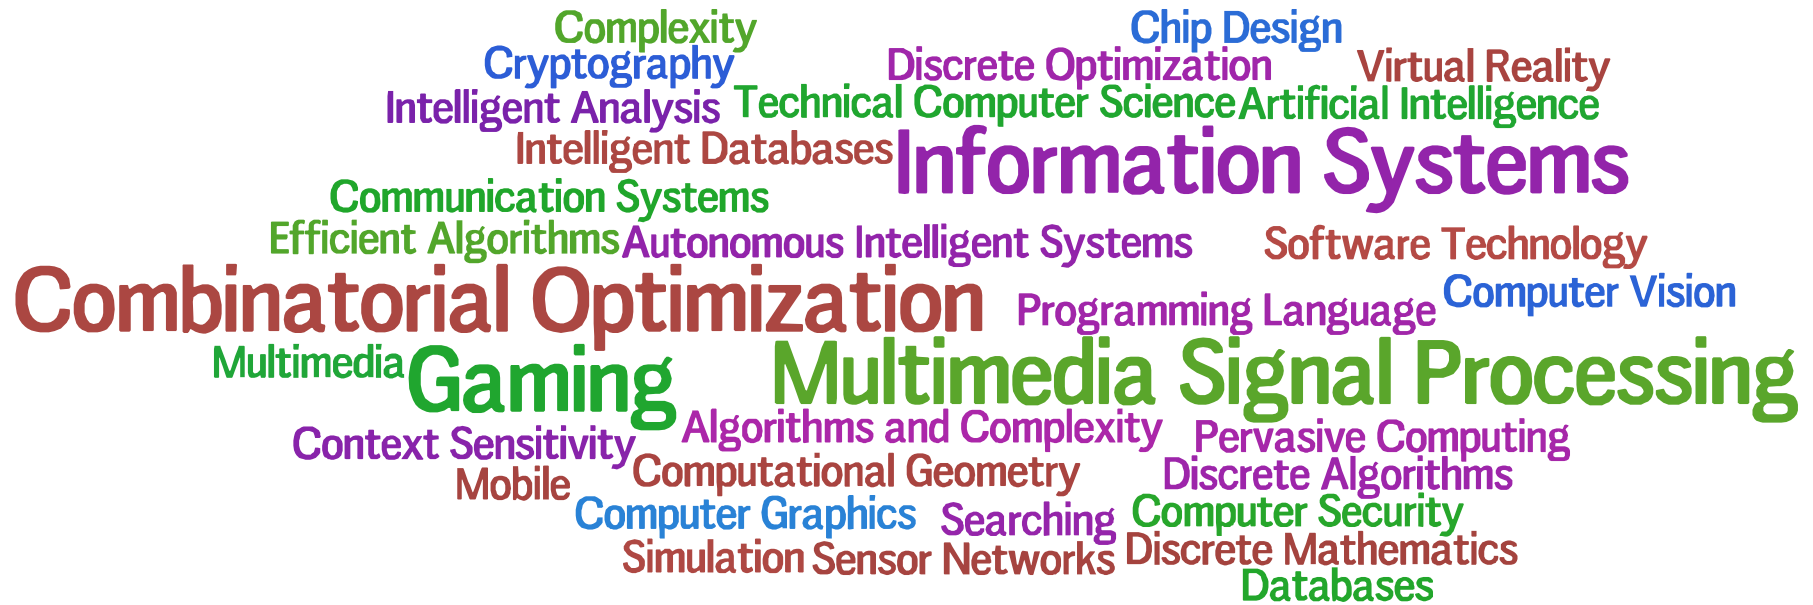 Complexity
Chip Design
Cryptography
Discrete Optimization
Virtual Reality
Intelligent Analysis
Technical Computer Science
Artificial Intelligence
Intelligent Databases
Information Systems
Communication Systems
Efficient Algorithms
Autonomous Intelligent Systems
Software Technology
Combinatorial Optimization
Programming Language
Computer Vision
Multimedia
Gaming
Multimedia Signal Processing
Context Sensitivity
Algorithms and Complexity
Pervasive Computing
Mobile
Computational Geometry
Discrete Algorithms
Computer Graphics
Searching
Computer Security
Simulation
Sensor Networks
Discrete Mathematics
Databases